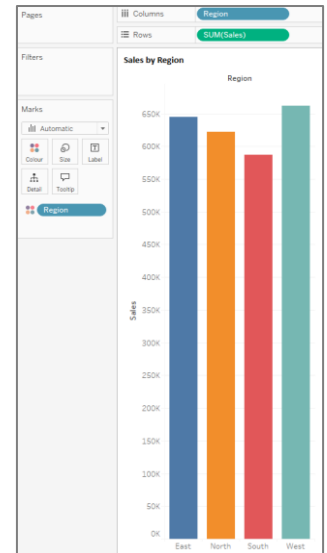 Pages
Columns
Region
Rows
SUM(Sales)
Filters
Marks
Automatic
Colour
Size
Label
Detail
Tooltip
Region
Sales by Region
Region
Sales
650K
600K
550K
500K
450K
400K
350K
300K
250K
200K
150K
100K
50K
0K
East North South West